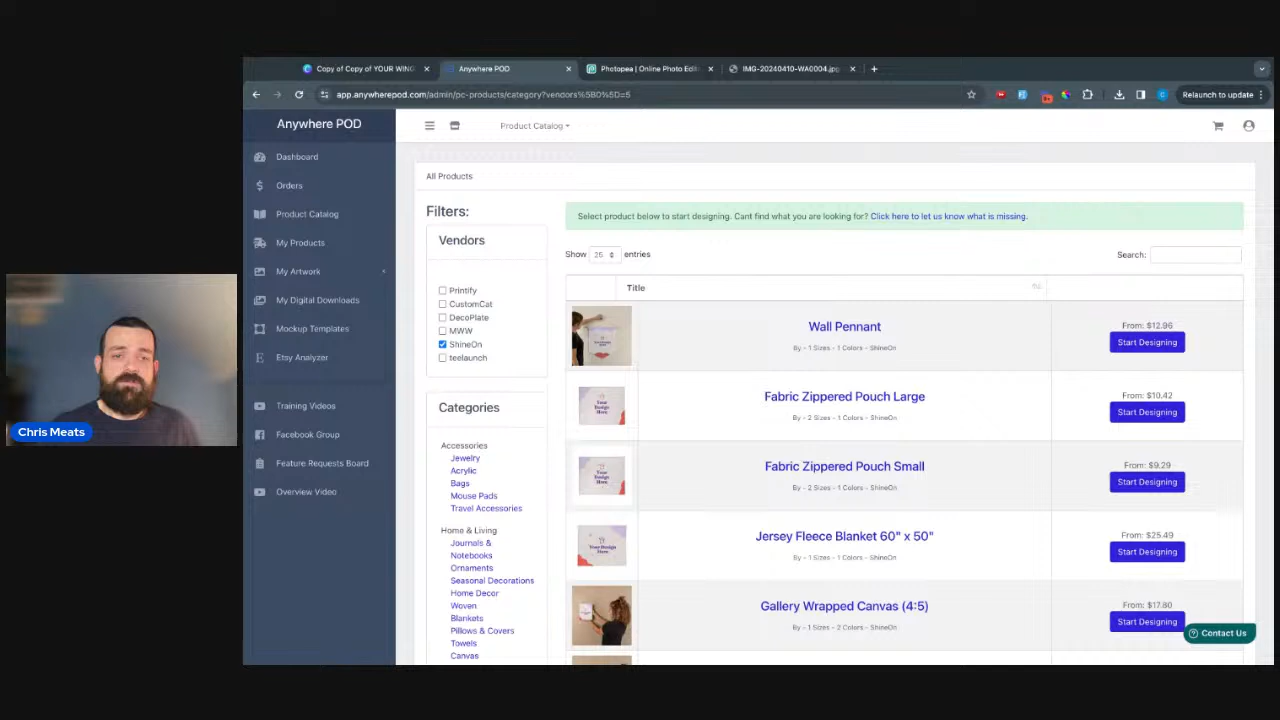 Copy of Copy of YOUR WING
Anywhere POD
Photopea | Online Photo Edit
IMG-20240410-WA0004.jpg
app.anywherepod.com/admin/pc-products/category?vendors%5B0%5D=5
Relaunch to update
Anywhere POD
Product Catalog
Dashboard
Orders
Product Catalog
My Products
My Artwork
My Digital Downloads
Mockup Templates
Etsy Analyzer
Training Videos
Facebook Group
Feature Requests Board
Overview Video
All Products
Filters:
Vendors
Printify
CustomCat
DecoPlate
MWW
ShineOn
teelaunch
Categories
Accessories
Jewelry
Acrylic
Bags
Mouse Pads
Travel Accessories
Home & Living
Journals &
Notebooks
Ornaments
Seasonal Decorations
Home Decor
Woven
Blankets
Pillows & Covers
Towels
Canvas
Select product below to start designing. Cant find what you are looking for? Click here to let us know what is missing.
Show 25 entries
Search:
Title
Wall Pennant
By - 1 Sizes - 1 Colors - ShineOn
From: $12.96
Start Designing
Your
Design
Here
Fabric Zippered Pouch Large
By - 2 Sizes - 1 Colors - ShineOn
From: $10.42
Start Designing
Your
Design
Here
Fabric Zippered Pouch Small
By - 2 Sizes - 1 Colors - ShineOn
From: $9.29
Start Designing
Your Design
Here
Jersey Fleece Blanket 60" x 50"
By - 1 Sizes - 1 Colors - ShineOn
From: $25.49
Start Designing
Gallery Wrapped Canvas (4:5)
By - 1 Sizes - 2 Colors - ShineOn
From: $17.80
Start Designing
Contact Us
Chris Meats